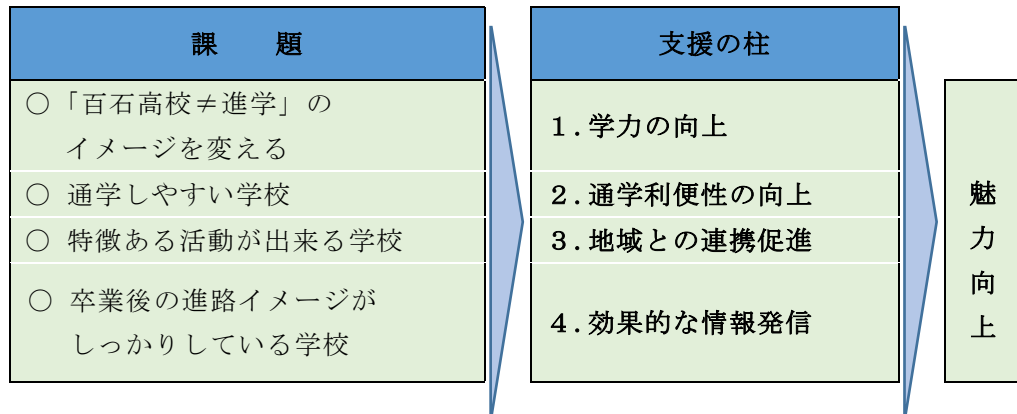 課　　題
○「百石高校≠進学」の
イメージを変える
○ 通学しやすい学校
○ 特徴ある活動が出来る学校
○ 卒業後の進路イメージが
しっかりしている学校
支援の柱
１.学力の向上
２.通学利便性の向上
３.地域との連携促進
４.効果的な情報発信
魅
力
向
上